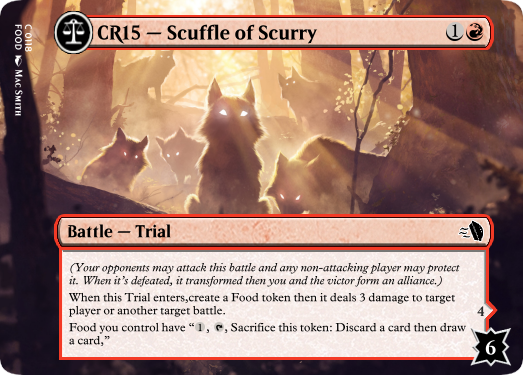 CR15 — Scuffle of Scurry
1
Battle — Trial
(Your opponents may attack this battle and any non-attacking player may protect
it. When it's defeated, it transformed then you and the victor form an alliance.)
When this Trial enters,create a Food token then it deals 3 damage to target
player or another target battle.
Food you control have “1, , Sacrifice this token: Discard a card then draw
a card,”
4
6
C 0118
FOOD Mac Smith